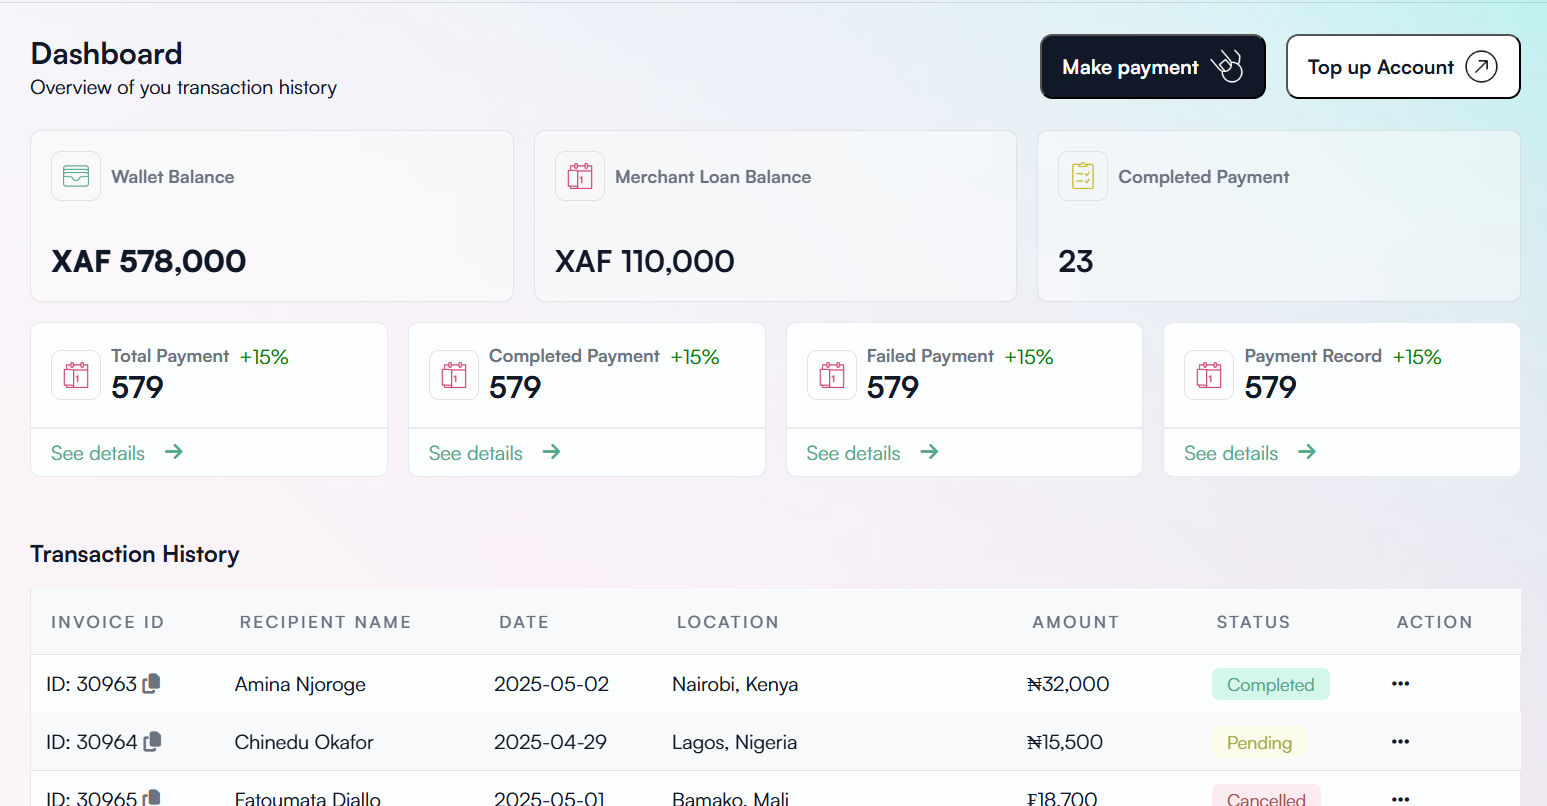 Dashboard
Overview of you transaction history
Make payment
Top up Account
Wallet Balance
XAF 578,000
Merchant Loan Balance
XAF 110,000
Completed Payment
23
Total Payment +15%
579
See details
Completed Payment +15%
579
See details
Failed Payment +15%
579
See details
Payment Record +15%
579
See details
Transaction History
INVOICE ID RECIPIENT NAME DATE LOCATION AMOUNT STATUS ACTION
ID: 30963 Amina Njoroge 2025-05-02 Nairobi, Kenya ₦32,000 Completed
ID: 30964 Chinedu Okafor 2025-04-29 Lagos, Nigeria ₦15,500 Pending
ID: 30965 Fatoumata Diallo 2025-05-01 Bamako, Mali ₣18,700 Cancelled